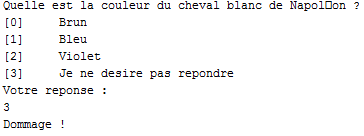 Quelle est la couleur du cheval blanc de Napol□on ?
[0] Brun
[1] Bleu
[2] Violet
[3] Je ne desire pas repondre
Votre reponse :
3
Dommage !